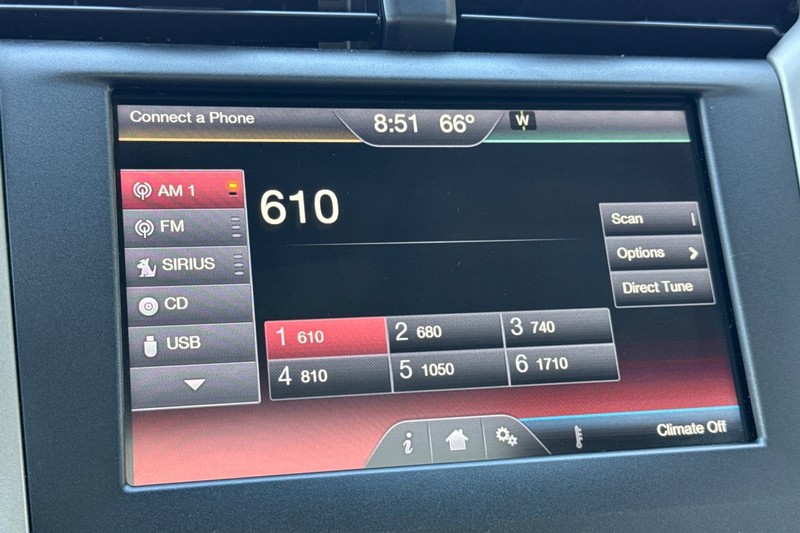 Connect a Phone
8:51 66° W
AM 1
FM
SIRIUS
CD
USB
610
Scan
Options
Direct Tune
1 610 2 680 3 740
4 810 5 1050 6 1710
i
Climate Off